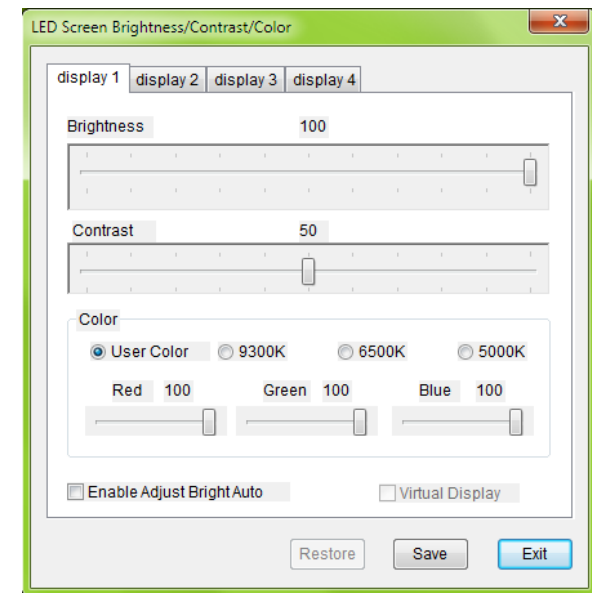 LED Screen Brightness/Contrast/Color
display 1 display 2 display 3 display 4
Brightness 100
Contrast 50
Color
User Color 9300K 6500K 5000K
Red 100 Green 100 Blue 100
Enable Adjust Bright Auto Virtual Display
Restore Save Exit